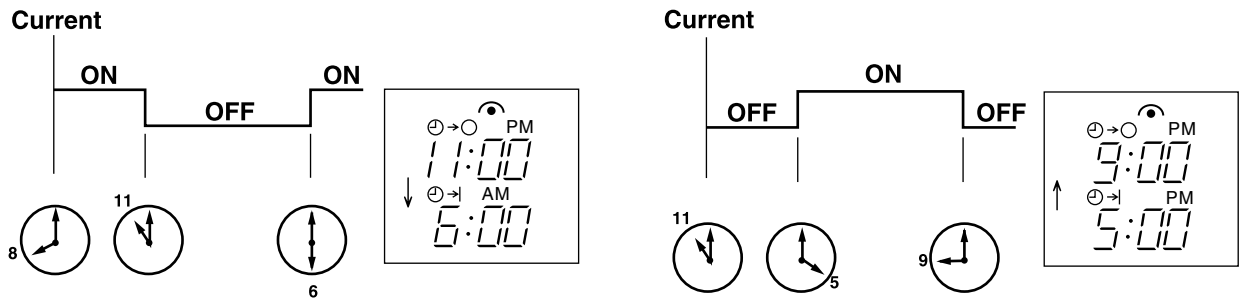 Current
ON
ON
OFF
PM
11:00
AM
6:00
8
11
6
Current
ON
OFF
OFF
PM
9:00
PM
5:00
11
5
9